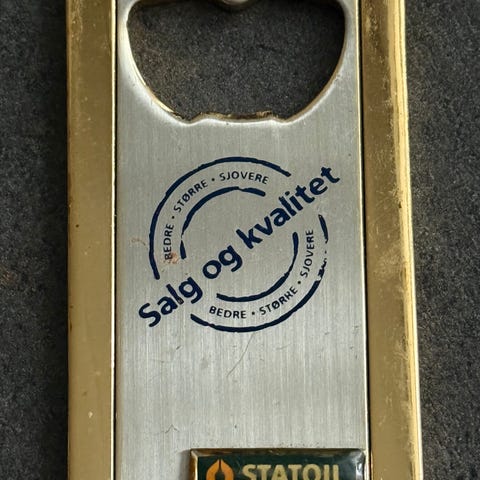 BEDRE • STØRRE • SJOVERE
Salg og kvalitet
BEDRE • STØRRE • SJOVERE
STATOIL